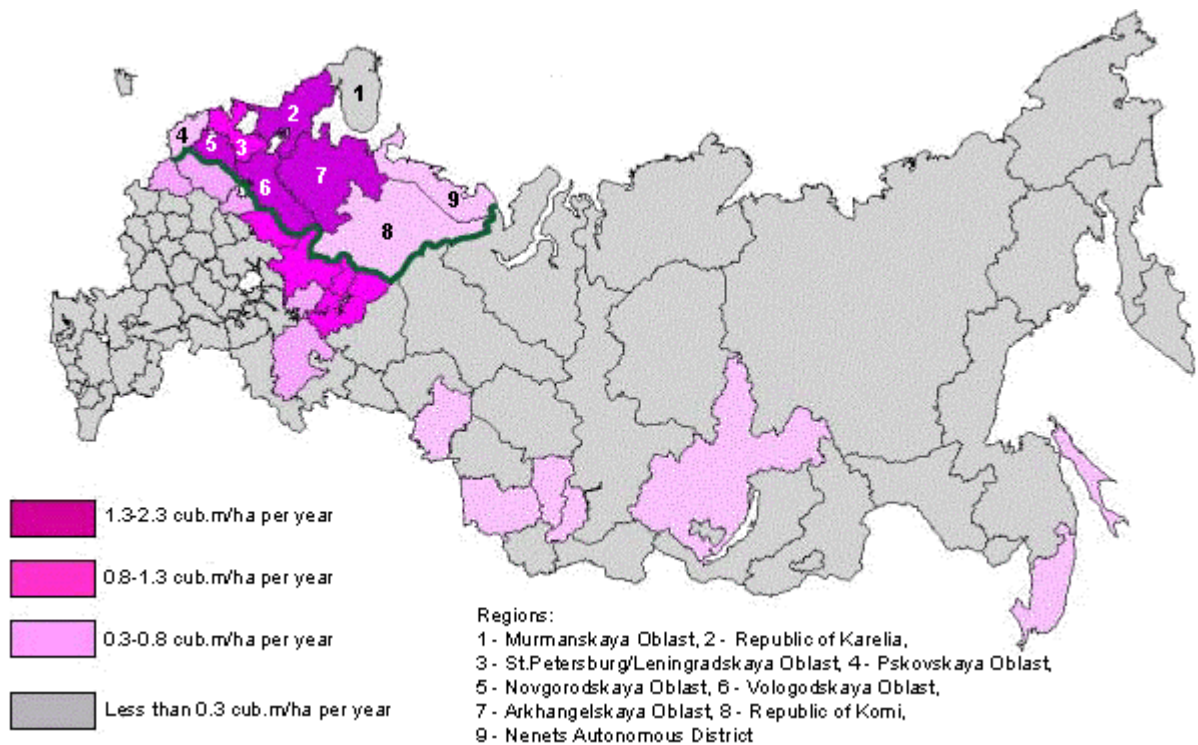 1
2
4
5
3
6
7
9
8
1.3-2.3 cub.m/ha per year
0.8-1.3 cub.m/ha per year
0.3-0.8 cub.m/ha per year
Less than 0.3 cub.m/ha per year
Regions:
1 - Murmanskaya Oblast, 2 - Republic of Karelia,
3 - St.Petersburg/Leningradskaya Oblast, 4 - Pskovskaya Oblast,
5 - Novgorodskaya Oblast, 6 - Vologodskaya Oblast,
7 - Arkhangelskaya Oblast, 8 - Republic of Komi,
9 - Nenets Autonomous District